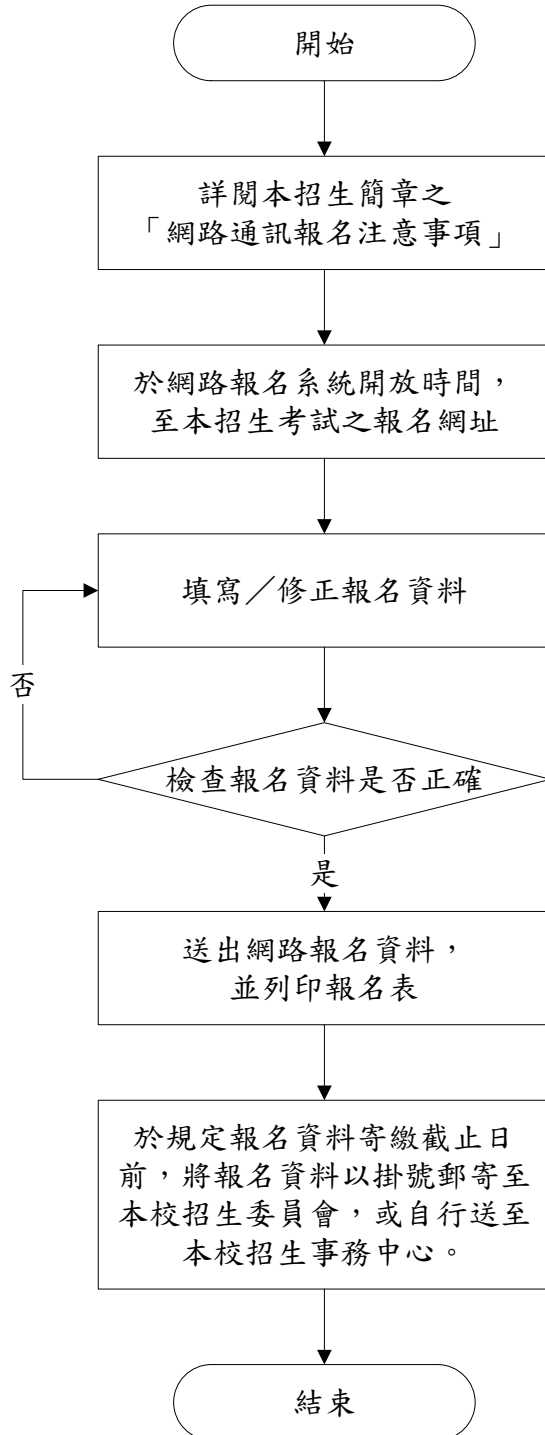 開始
詳閱本招生簡章之
「網路通訊報名注意事項」
於網路報名系統開放時間，
至本招生考試之報名網址
填寫／修正報名資料
否
檢查報名資料是否正確
是
送出網路報名資料，
並列印報名表
於規定報名資料寄繳截止日
前，將報名資料以掛號郵寄至
本校招生委員會，或自行送至
本校招生事務中心。
結束